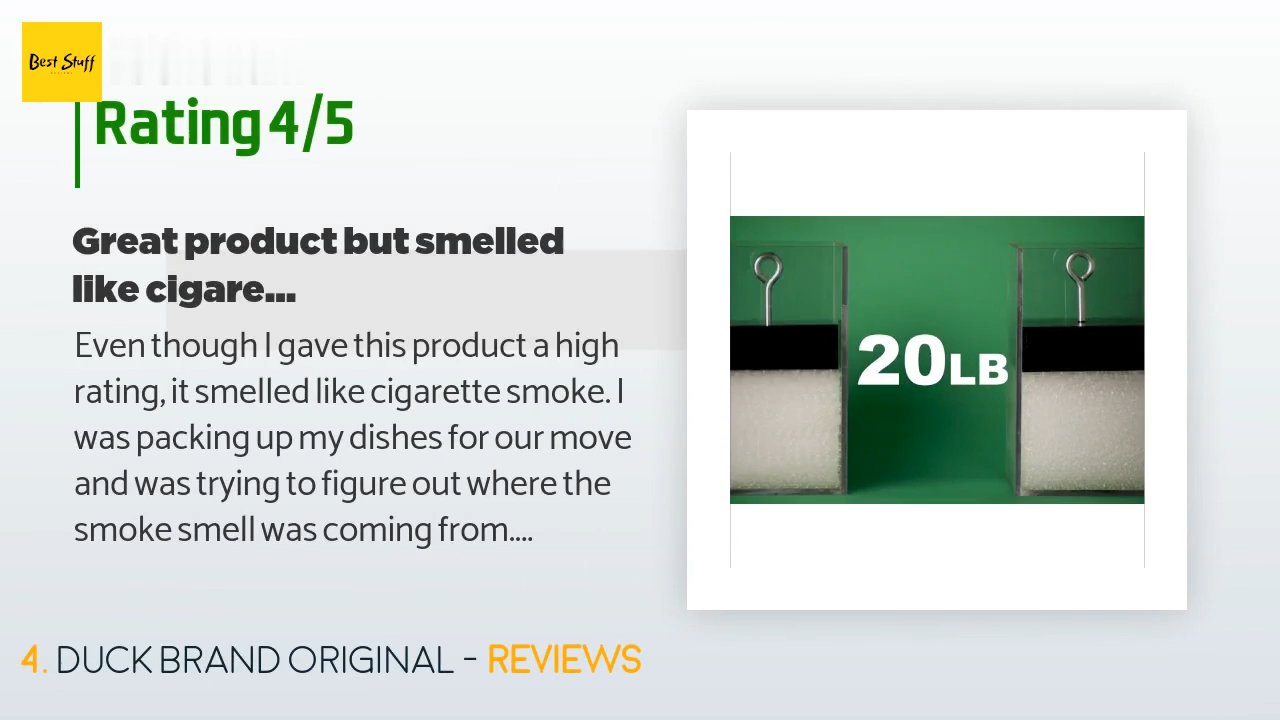 Best Stuff
Rating 4/5
Great product but smelled
like cigare...
Even though I gave this product a high
rating, it smelled like cigarette smoke. I
was packing up my dishes for our move
and was trying to figure out where the
smoke smell was coming from....
20LB
4. DUCK BRAND ORIGINAL - REVIEWS